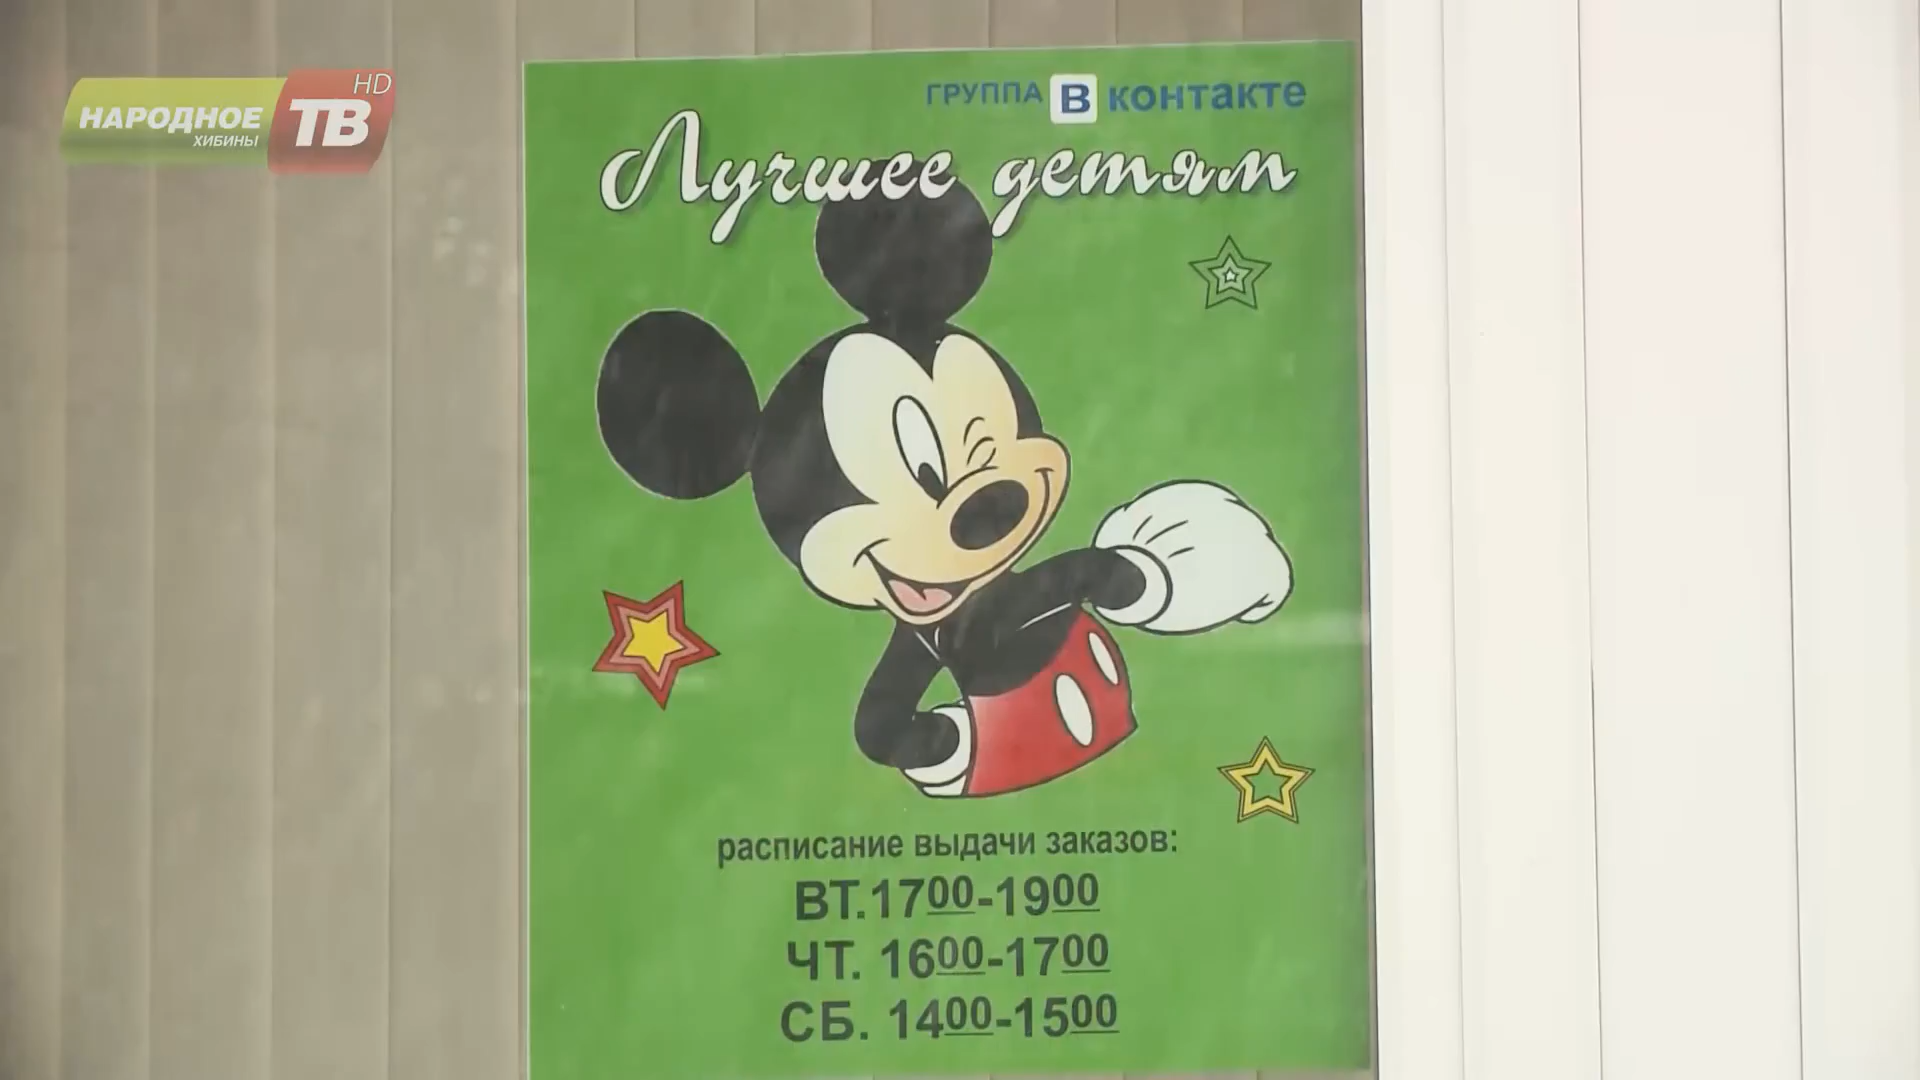 НАРОДНОЕ
ХИБИНЫ
ТВ HD
ГРУППА В контакте
Лучшее детям
расписание выдачи заказов:
ВТ.1700-1900
ЧТ. 1600-1700
СБ. 1400-1500